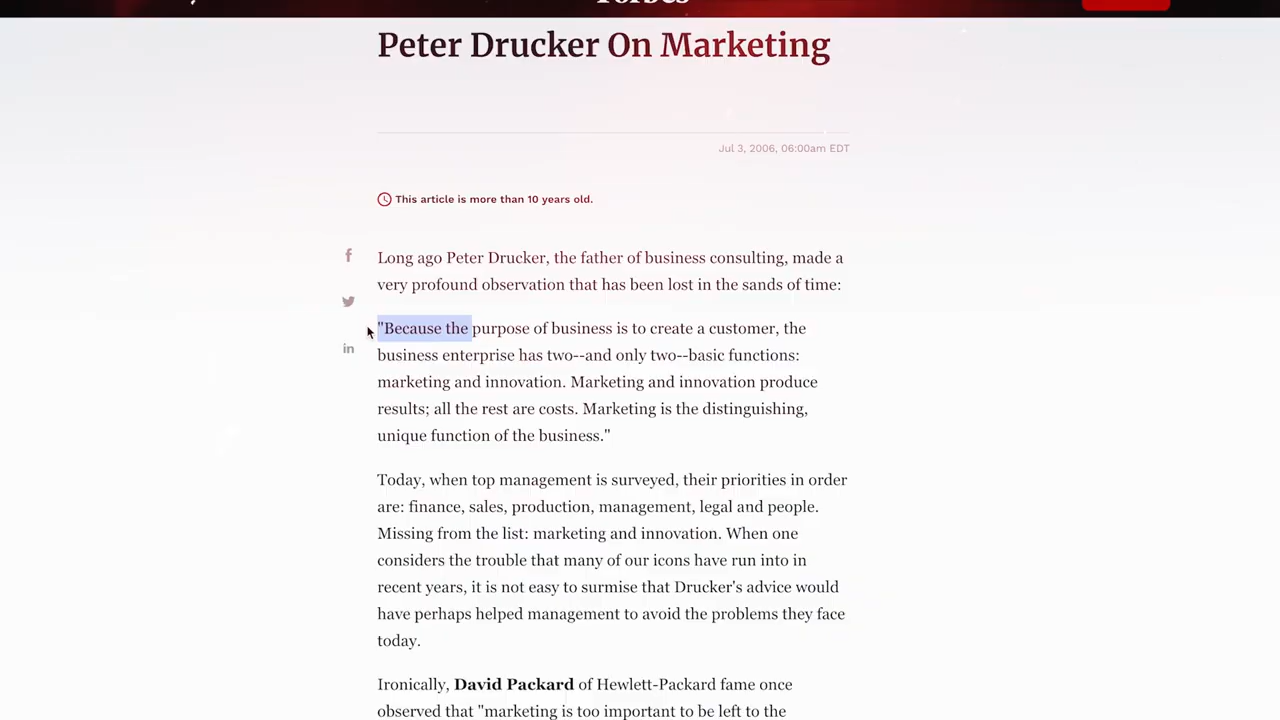 Peter Drucker On Marketing
Jul 3, 2006, 06:00am EDT
This article is more than 10 years old.
Long ago Peter Drucker, the father of business consulting, made a
very profound observation that has been lost in the sands of time:
"Because the purpose of business is to create a customer, the
business enterprise has two--and only two--basic functions:
marketing and innovation. Marketing and innovation produce
results; all the rest are costs. Marketing is the distinguishing,
unique function of the business."
Today, when top management is surveyed, their priorities in order
are: finance, sales, production, management, legal and people.
Missing from the list: marketing and innovation. When one
considers the trouble that many of our icons have run into in
recent years, it is not easy to surmise that Drucker's advice would
have perhaps helped management to avoid the problems they face
today.
Ironically, David Packard of Hewlett-Packard fame once
observed that "marketing is too important to be left to the